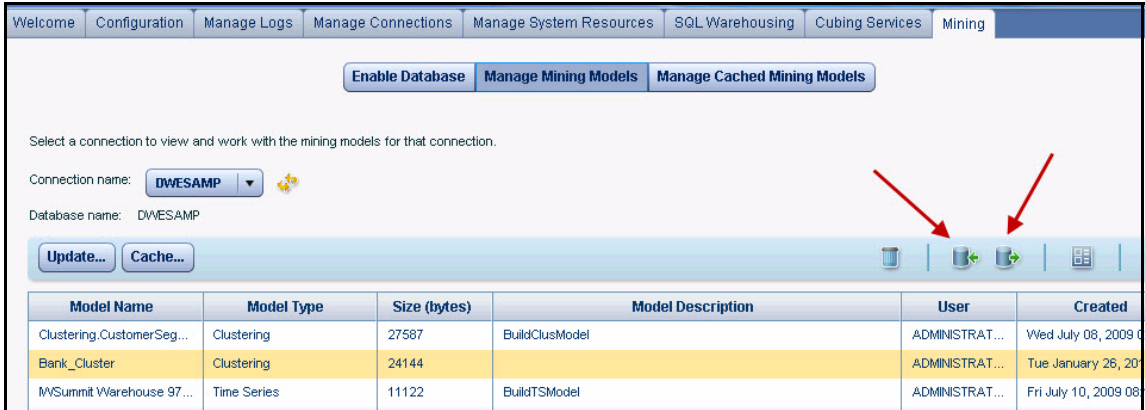 Welcome Configuration Manage Logs Manage Connections Manage System Resources SQL Warehousing Cubing Services Mining
Enable Database Manage Mining Models Manage Cached Mining Models
Select a connection to view and work with the mining models for that connection.
Connection name: DWESAMP
Database name: DWESAMP
Update... Cache...
Model Name Model Type Size (bytes) Model Description User Created
Clustering.CustomerSeg... Clustering 27587 BuildClusModel ADMINISTRAT... Wed July 08, 2009
Bank_Cluster Clustering 24144 ADMINISTRAT... Tue January 26,
IWSummit Warehouse 97... Time Series 11122 BuildTSModel ADMINISTRAT... Fri July 10, 2009